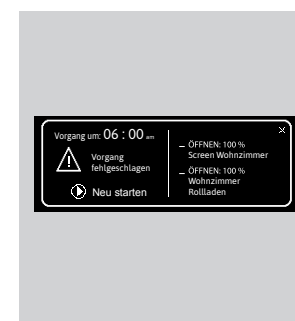 Vorgang um: 06 : 00 am
Vorgang
fehlgeschlagen
Neu starten
– ÖFFNEN: 100 %
Screen Wohnzimmer
– ÖFFNEN: 100 %
Wohnzimmer
Rollladen